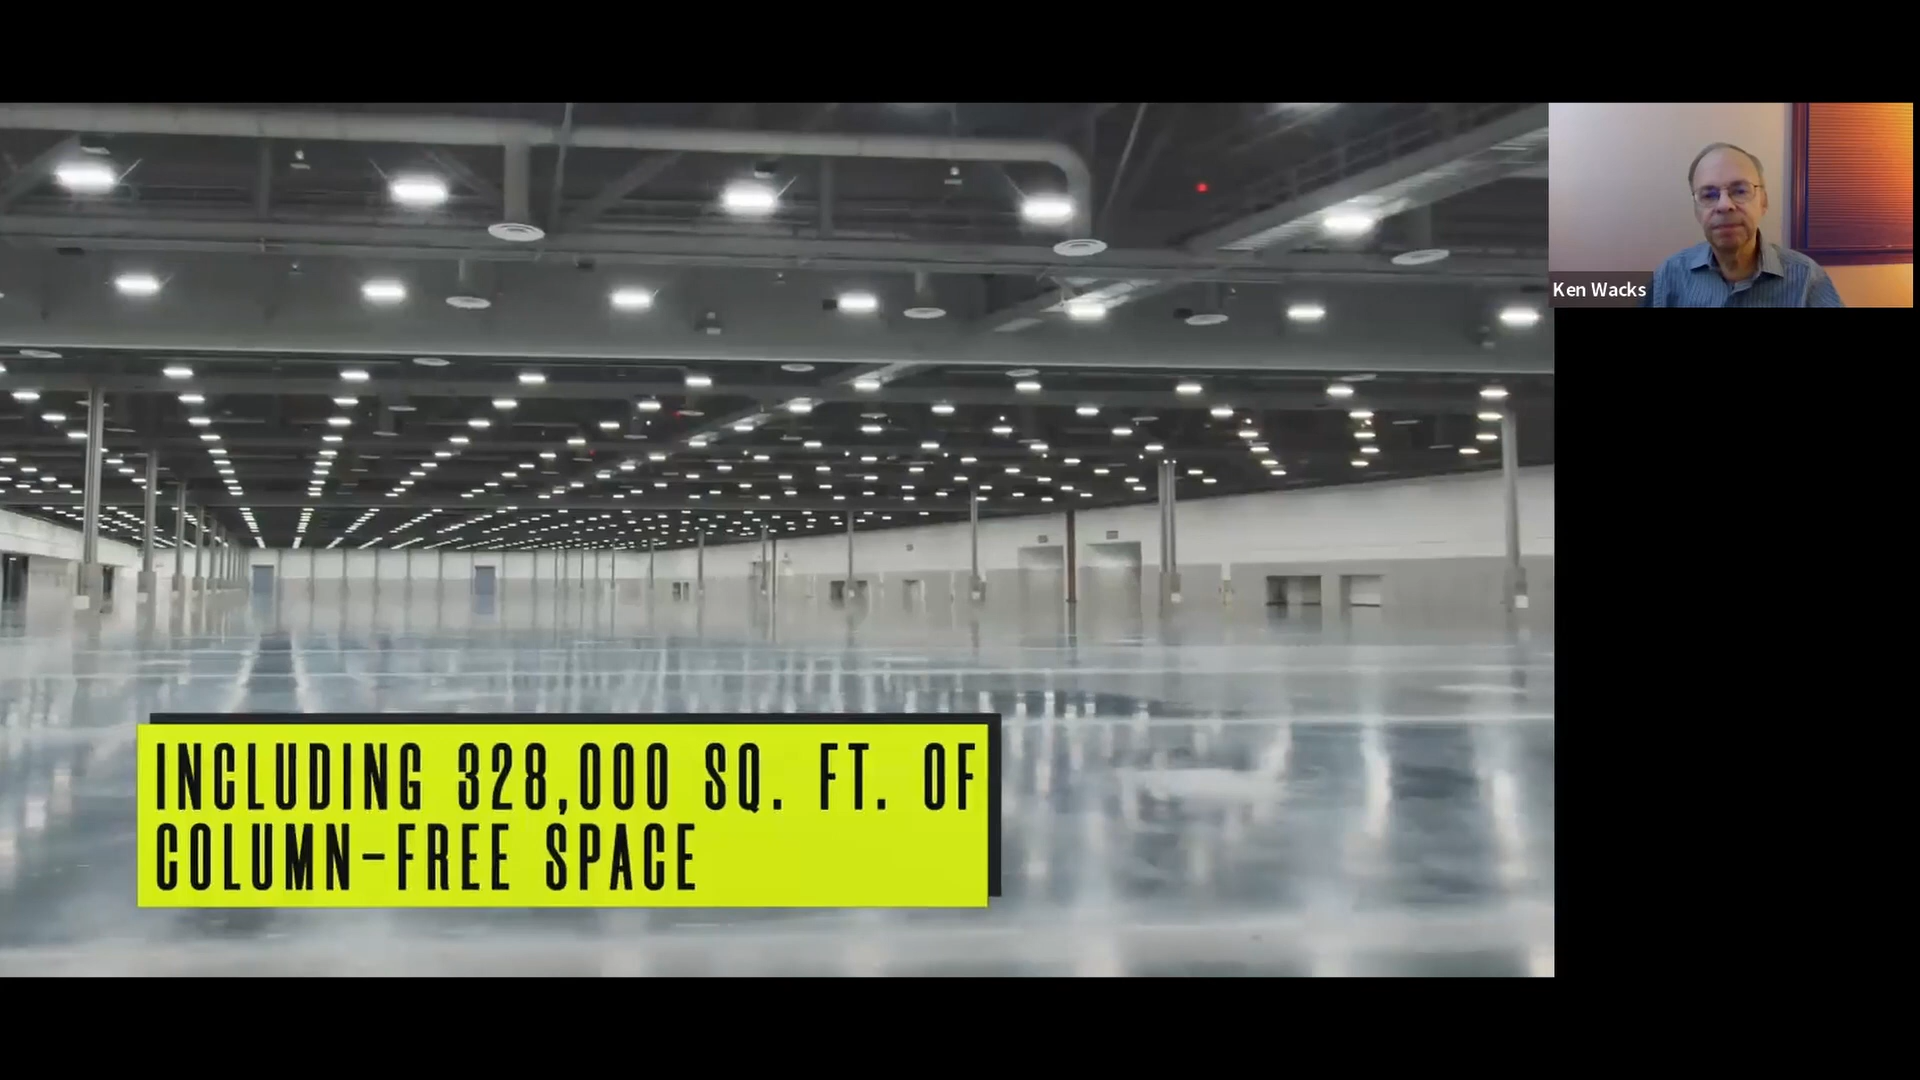 INCLUDING 328,000 SQ. FT. OF
COLUMN-FREE SPACE
Ken Wacks